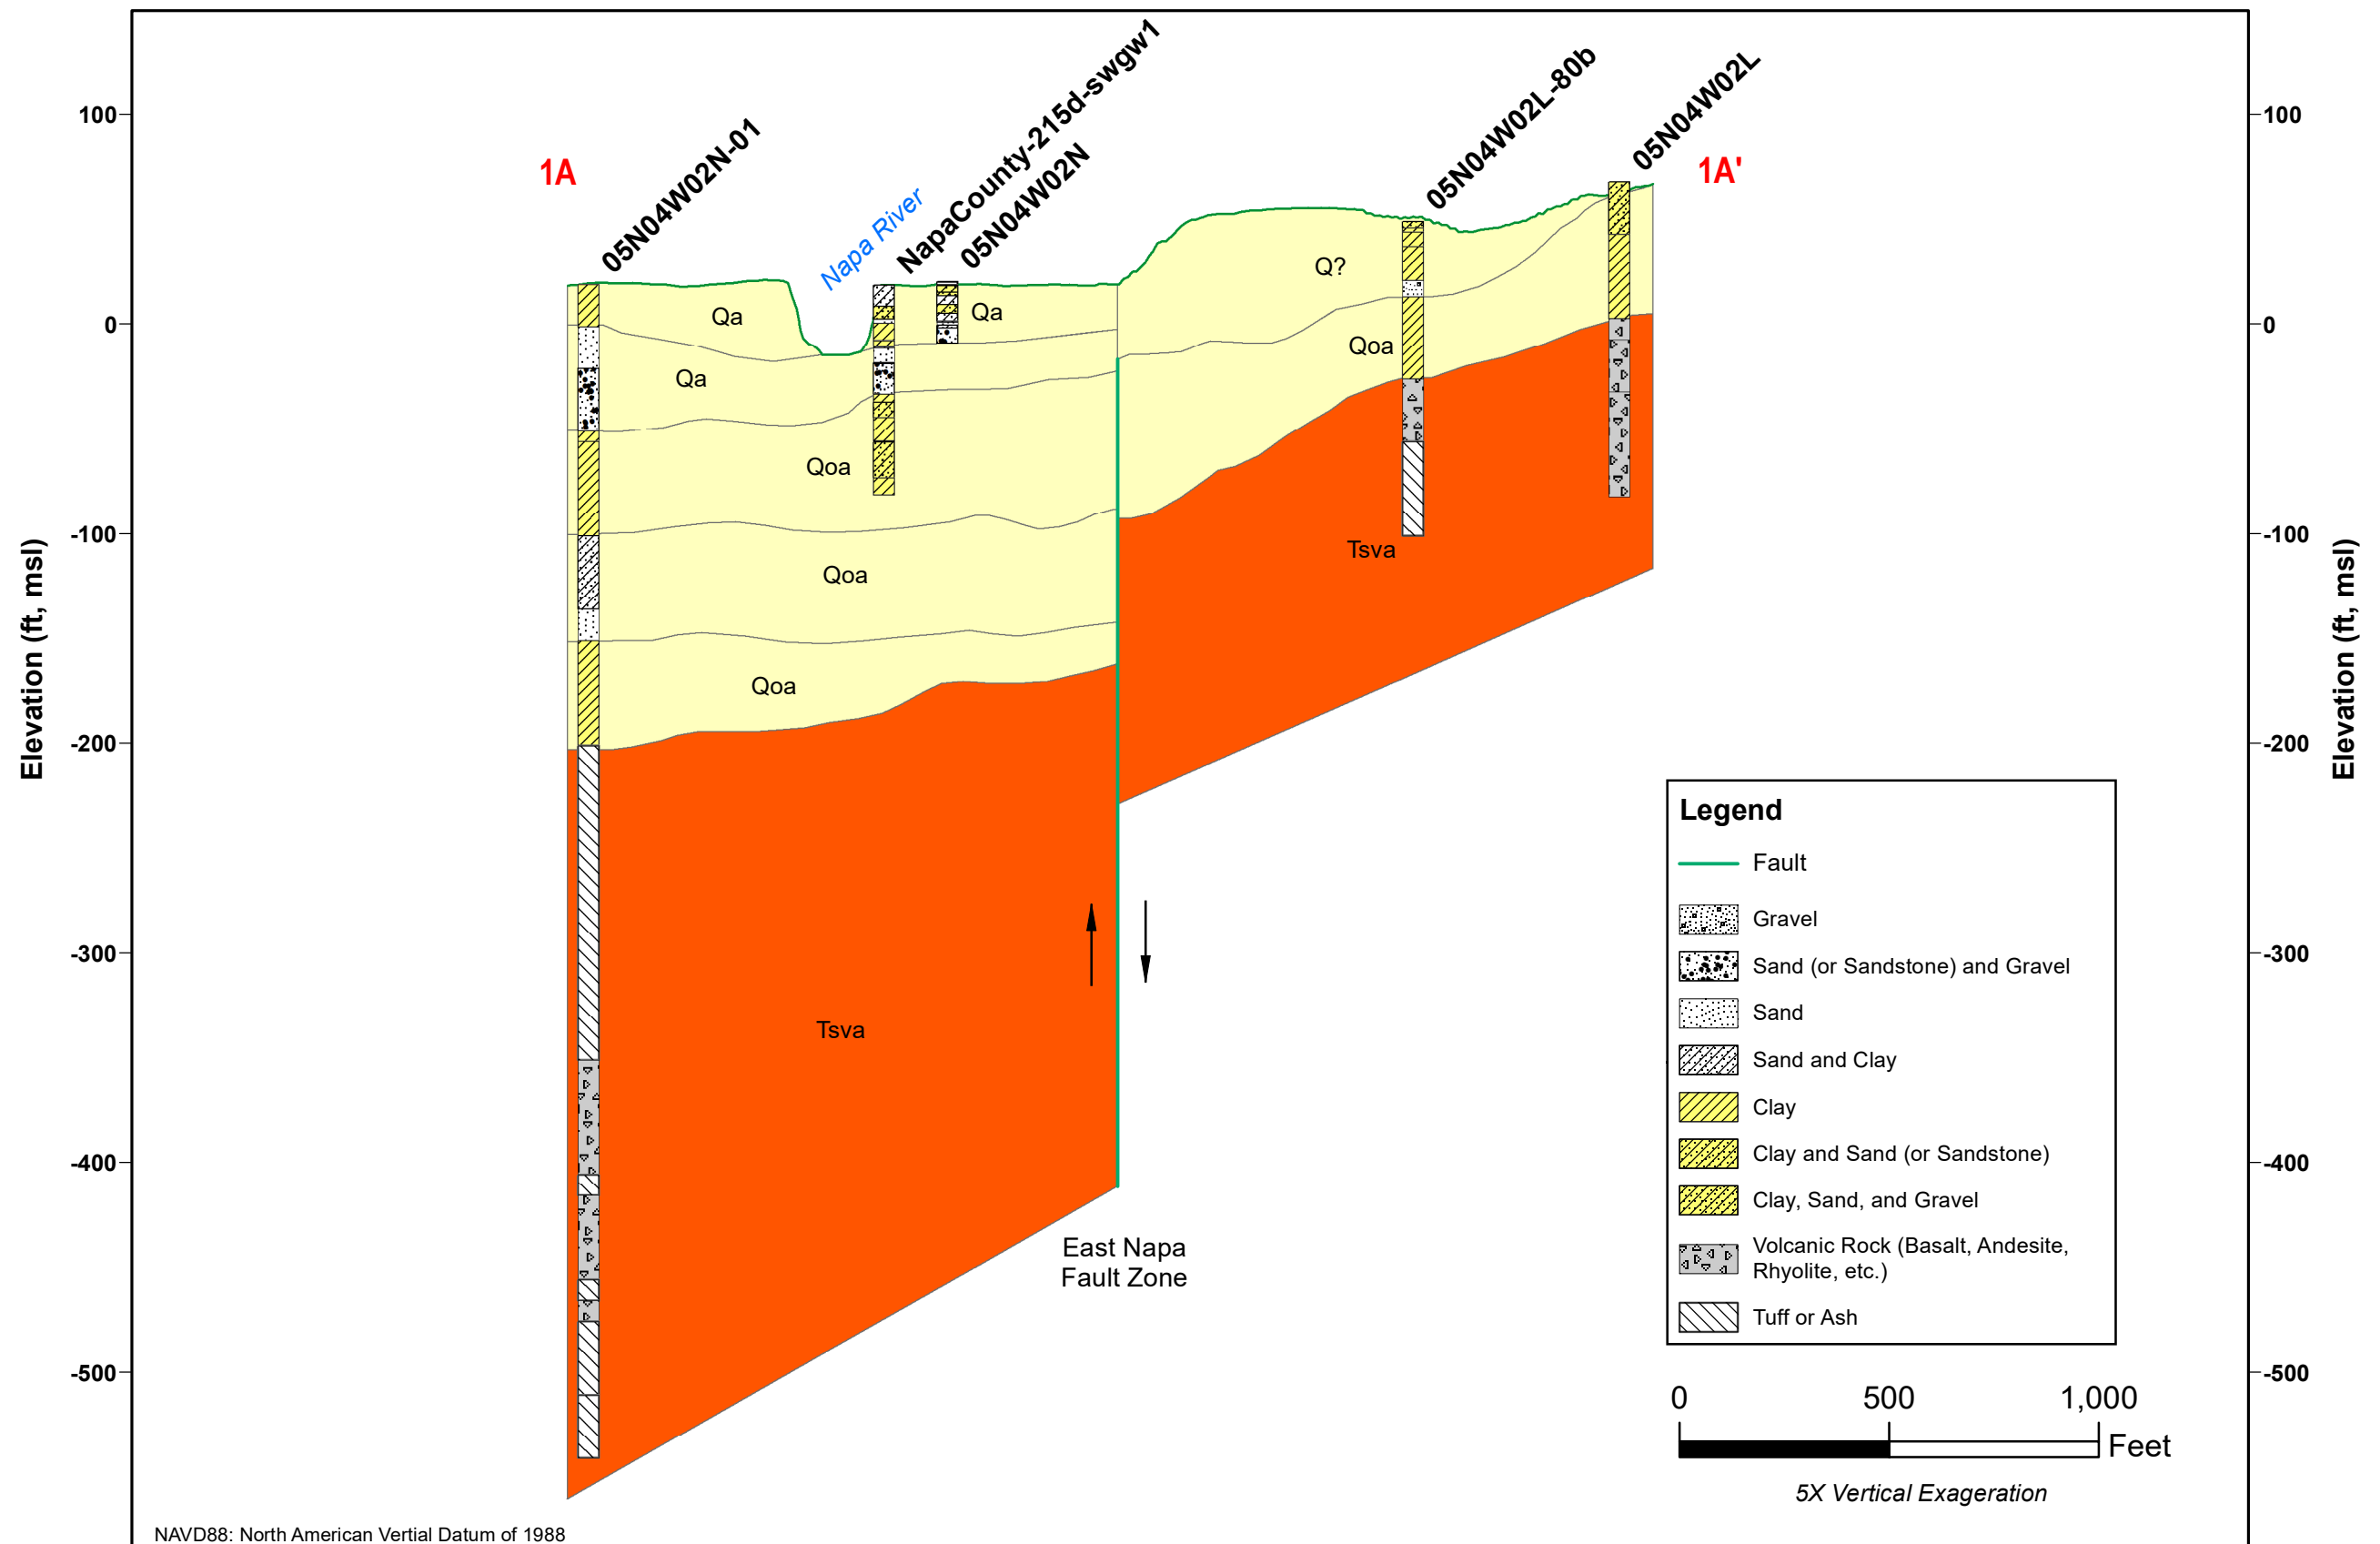 05N04W02N-01
Napa River
NapaCounty-215d-swgw1
05N04W02N
05N04W02L-80b
05N04W02L
1A
1A'
100
0
-100
-200
-300
-400
-500
Elevation (ft, msl)
100
0
-100
-200
-300
-400
-500
Elevation (ft, msl)
Qa
Qa
Qa
Qoa
Qoa
Qoa
Tsva
Q?
Qoa
Tsva
East Napa
Fault Zone
Legend
Fault
Gravel
Sand (or Sandstone) and Gravel
Sand
Sand and Clay
Clay
Clay and Sand (or Sandstone)
Clay, Sand, and Gravel
Volcanic Rock (Basalt, Andesite,
Rhyolite, etc.)
Tuff or Ash
0 500 1,000
Feet
5X Vertical Exageration
NAVD88: North American Vertial Datum of 1988